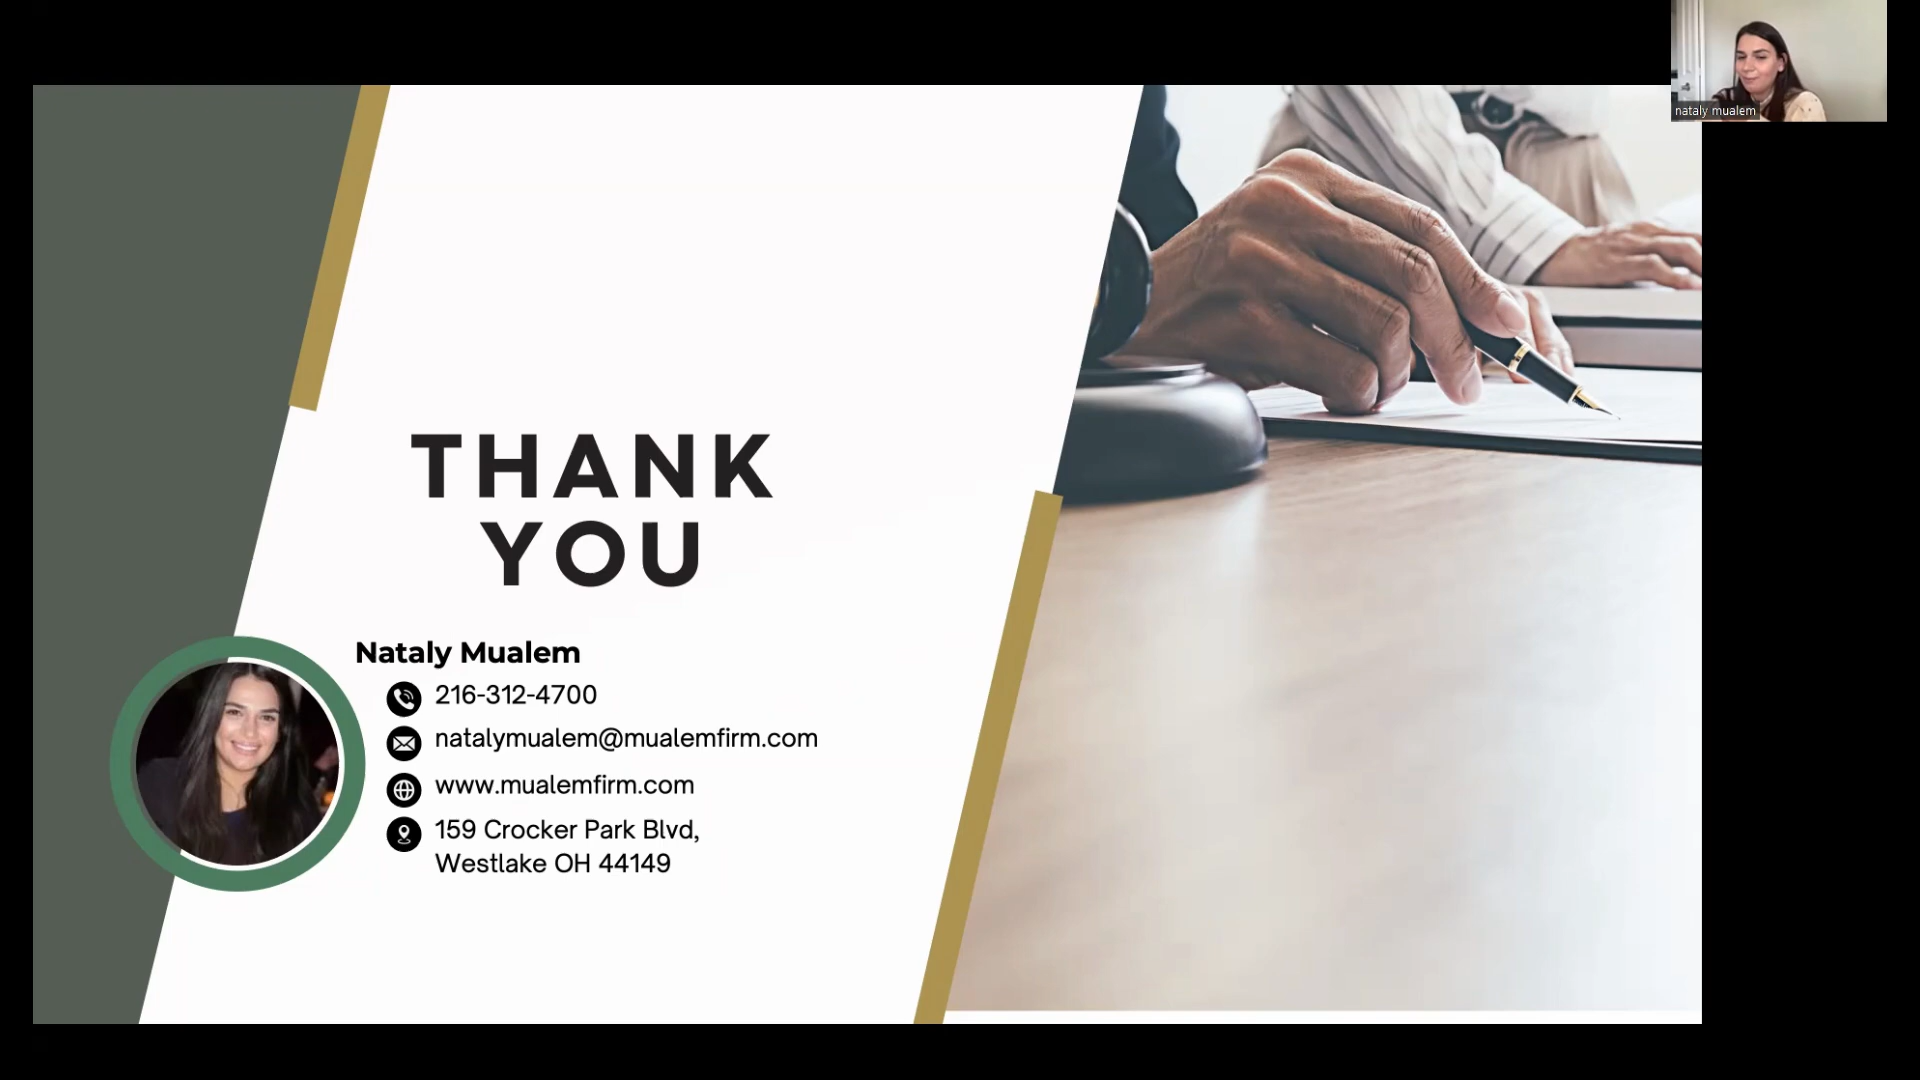 nataly mualem
THANK
YOU
Nataly Mualem
216-312-4700
natalymualem@mualemfirm.com
www.mualemfirm.com
159 Crocker Park Blvd,
Westlake OH 44149